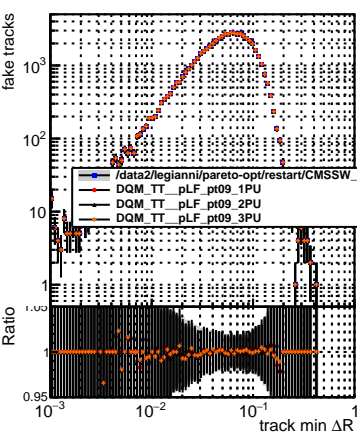 fake tracks
10³
10²
10
1
/data2/legianni/pareto-opt/restart/CMSSW_
DQM_TT__pLF_pt09_1PU
DQM_TT__pLF_pt09_2PU
DQM_TT__pLF_pt09_3PU
Ratio
1.05
1
0.95
10⁻³ 10⁻² 10⁻¹ 1
track min ΔR